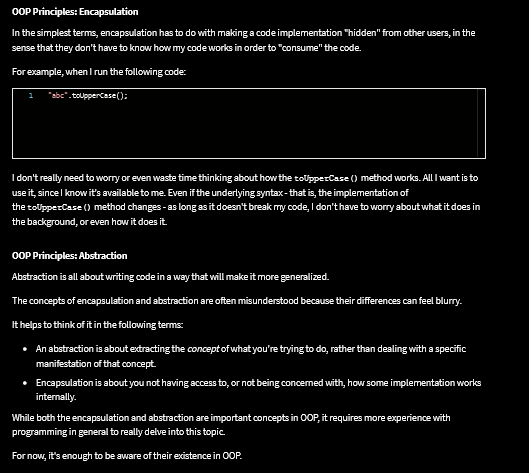 OOP Principles: Encapsulation
In the simplest terms, encapsulation has to do with making a code implementation "hidden" from other users, in the
sense that they don't have to know how my code works in order to "consume" the code.
For example, when I run the following code:
1 "abc".toUpperCase();
I don't really need to worry or even waste time thinking about how the toUpperCase() method works. All I want is to
use it, since I know it's available to me. Even if the underlying syntax - that is, the implementation of
the toUpperCase() method changes - as long as it doesn't break my code, I don't have to worry about what it does in
the background, or even how it does it.
OOP Principles: Abstraction
Abstraction is all about writing code in a way that will make it more generalized.
The concepts of encapsulation and abstraction are often misunderstood because their differences can feel blurry.
It helps to think of it in the following terms:
• An abstraction is about extracting the concept of what you're trying to do, rather than dealing with a specific
manifestation of that concept.
• Encapsulation is about you not having access to, or not being concerned with, how some implementation works
internally.
While both the encapsulation and abstraction are important concepts in OOP, it requires more experience with
programming in general to really delve into this topic.
For now, it's enough to be aware of their existence in OOP.